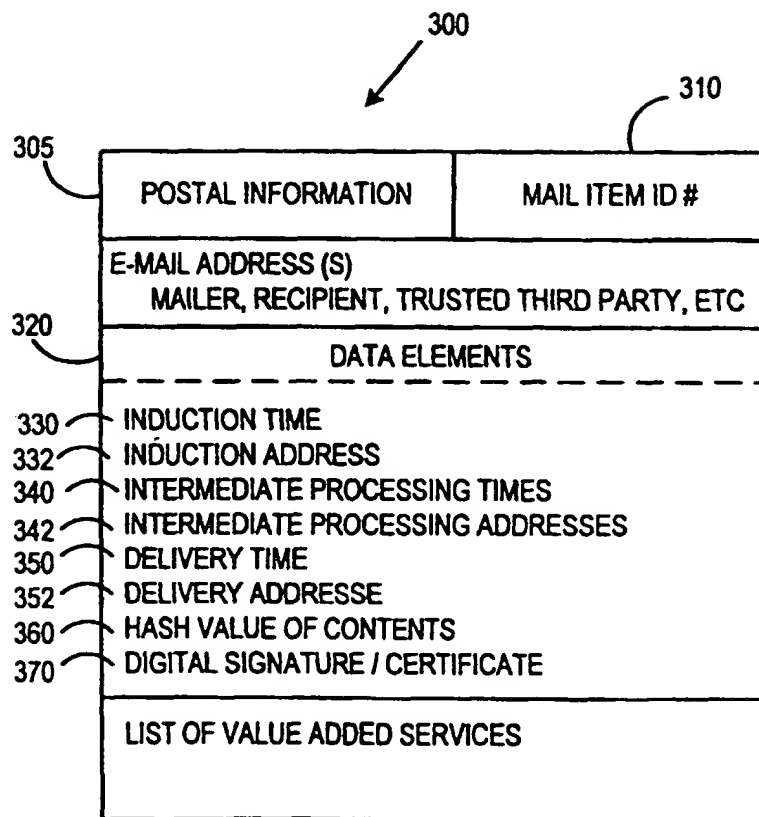 300
310
305
POSTAL INFORMATION
MAIL ITEM ID #
E-MAIL ADDRESS (S)
MAILER, RECIPIENT, TRUSTED THIRD PARTY, ETC
320
DATA ELEMENTS
330 INDUCTION TIME
332 INDUCTION ADDRESS
340 INTERMEDIATE PROCESSING TIMES
342 INTERMEDIATE PROCESSING ADDRESSES
350 DELIVERY TIME
352 DELIVERY ADDRESSE
360 HASH VALUE OF CONTENTS
370 DIGITAL SIGNATURE / CERTIFICATE
LIST OF VALUE ADDED SERVICES